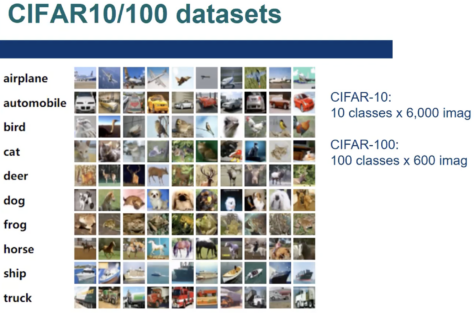 CIFAR10/100 datasets
airplane
automobile
bird
cat
deer
dog
frog
horse
ship
truck
CIFAR-10:
10 classes x 6,000 imag
CIFAR-100:
100 classes x 600 imag